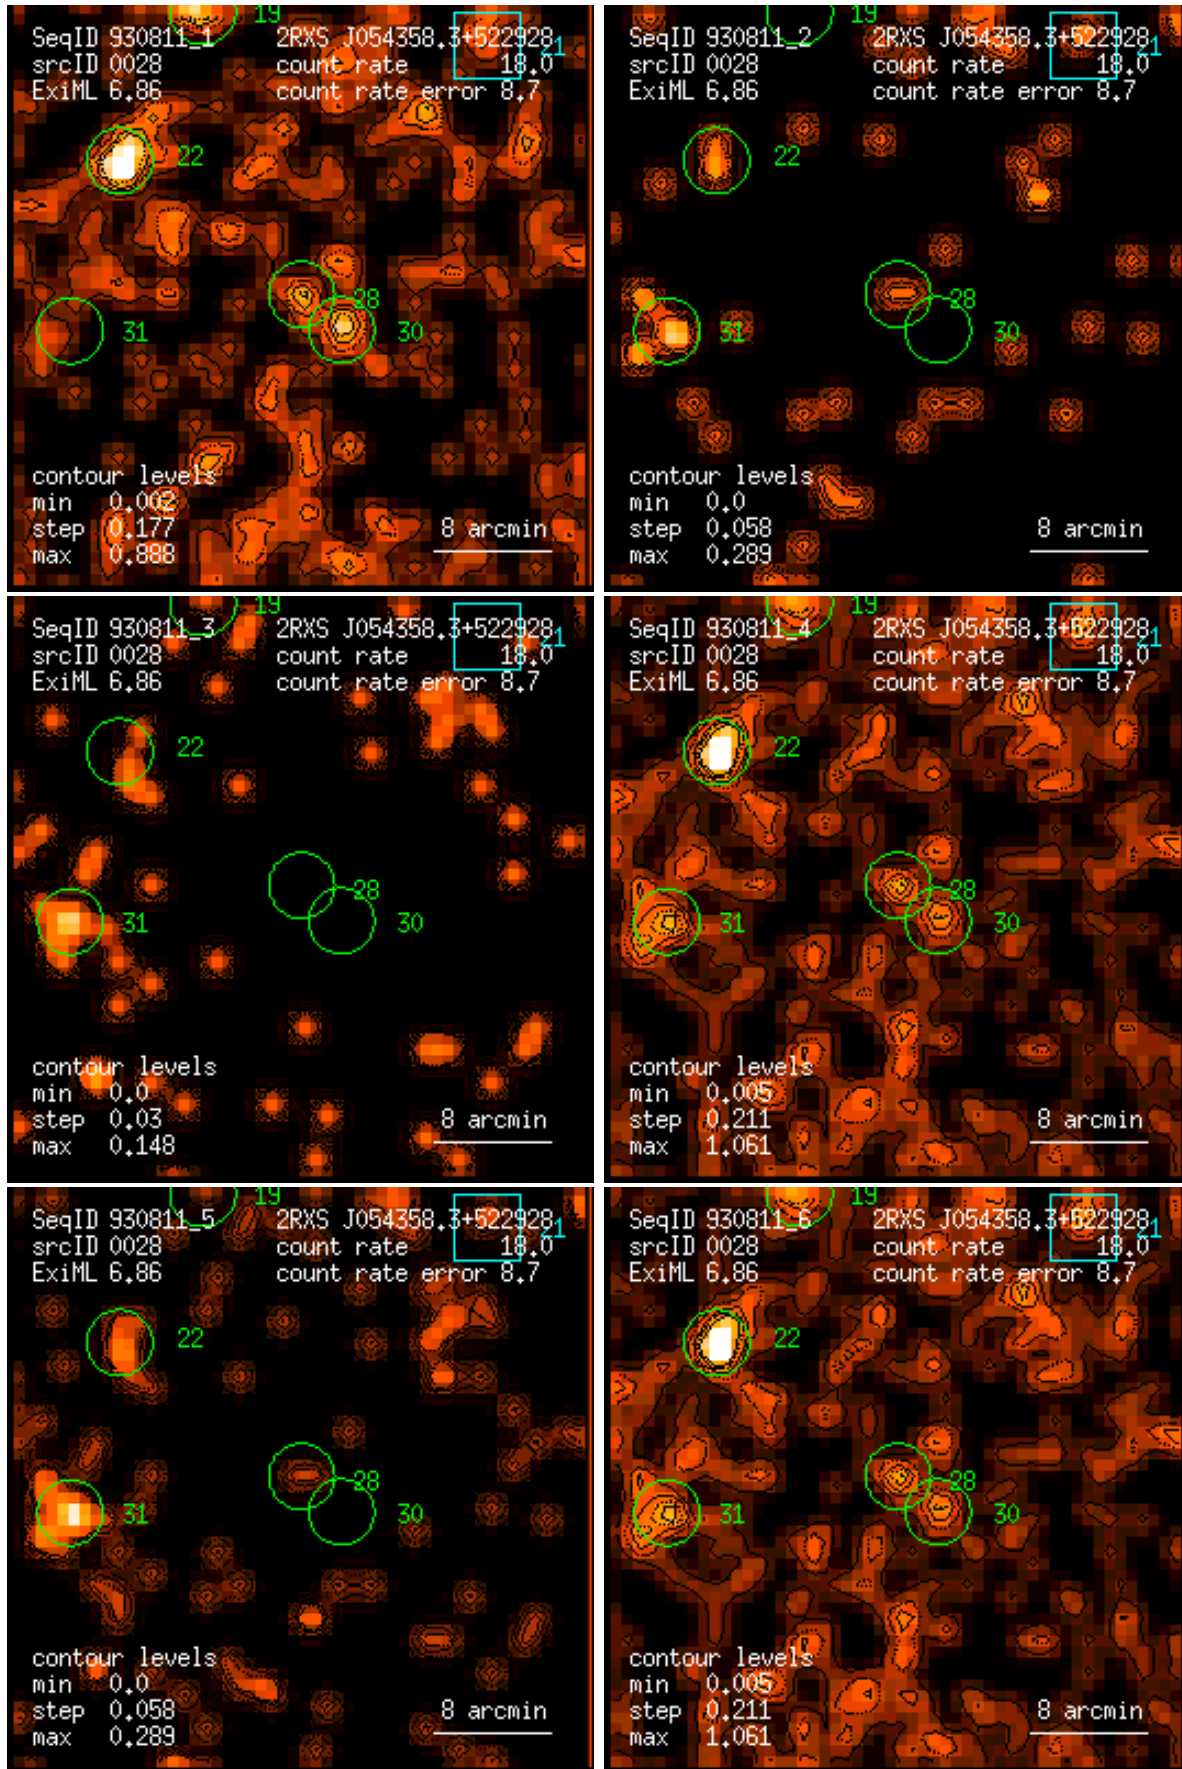 19
SeqID 930811_1 2RXS J054358.3+522928
21
srcID 0028 count rate 18.0
ExiML 6.86 count rate error 8.7
22
28
31
30
contour levels
min 0.002
step 0.177
max 0.888
8 arcmin
19
SeqID 930811_2 2RXS J054358.3+522928
21
srcID 0028 count rate 18.0
ExiML 6.86 count rate error 8.7
22
28
31
30
contour levels
min 0.0
step 0.058
max 0.289
8 arcmin
19
SeqID 930811_3 2RXS J054358.3+522928
21
srcID 0028 count rate 18.0
ExiML 6.86 count rate error 8.7
22
28
31
30
contour levels
min 0.0
step 0.03
max 0.148
8 arcmin
19
SeqID 930811_4 2RXS J054358.3+522928
21
srcID 0028 count rate 18.0
ExiML 6.86 count rate error 8.7
22
28
31
30
contour levels
min 0.005
step 0.211
max 1.061
8 arcmin
19
SeqID 930811_5 2RXS J054358.3+522928
21
srcID 0028 count rate 18.0
ExiML 6.86 count rate error 8.7
22
28
31
30
contour levels
min 0.0
step 0.058
max 0.289
8 arcmin
19
SeqID 930811_6 2RXS J054358.3+522928
21
srcID 0028 count rate 18.0
ExiML 6.86 count rate error 8.7
22
28
31
30
contour levels
min 0.005
step 0.211
max 1.061
8 arcmin